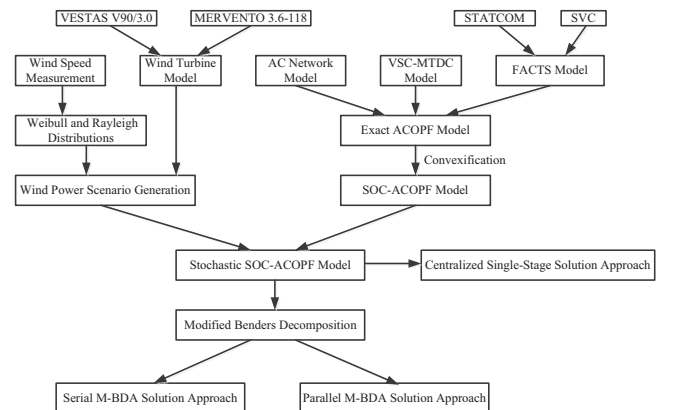 VESTAS V90/3.0
MERVENTO 3.6-118
STATCOM
SVC
Wind Speed
Measurement
Wind Turbine
Model
AC Network
Model
VSC-MTDC
Model
FACTS Model
Weibull and Rayleigh
Distributions
Exact ACOPF Model
Convexification
Wind Power Scenario Generation
SOC-ACOPF Model
Stochastic SOC-ACOPF Model
Centralized Single-Stage Solution Approach
Modified Benders Decomposition
Serial M-BDA Solution Approach
Parallel M-BDA Solution Approach